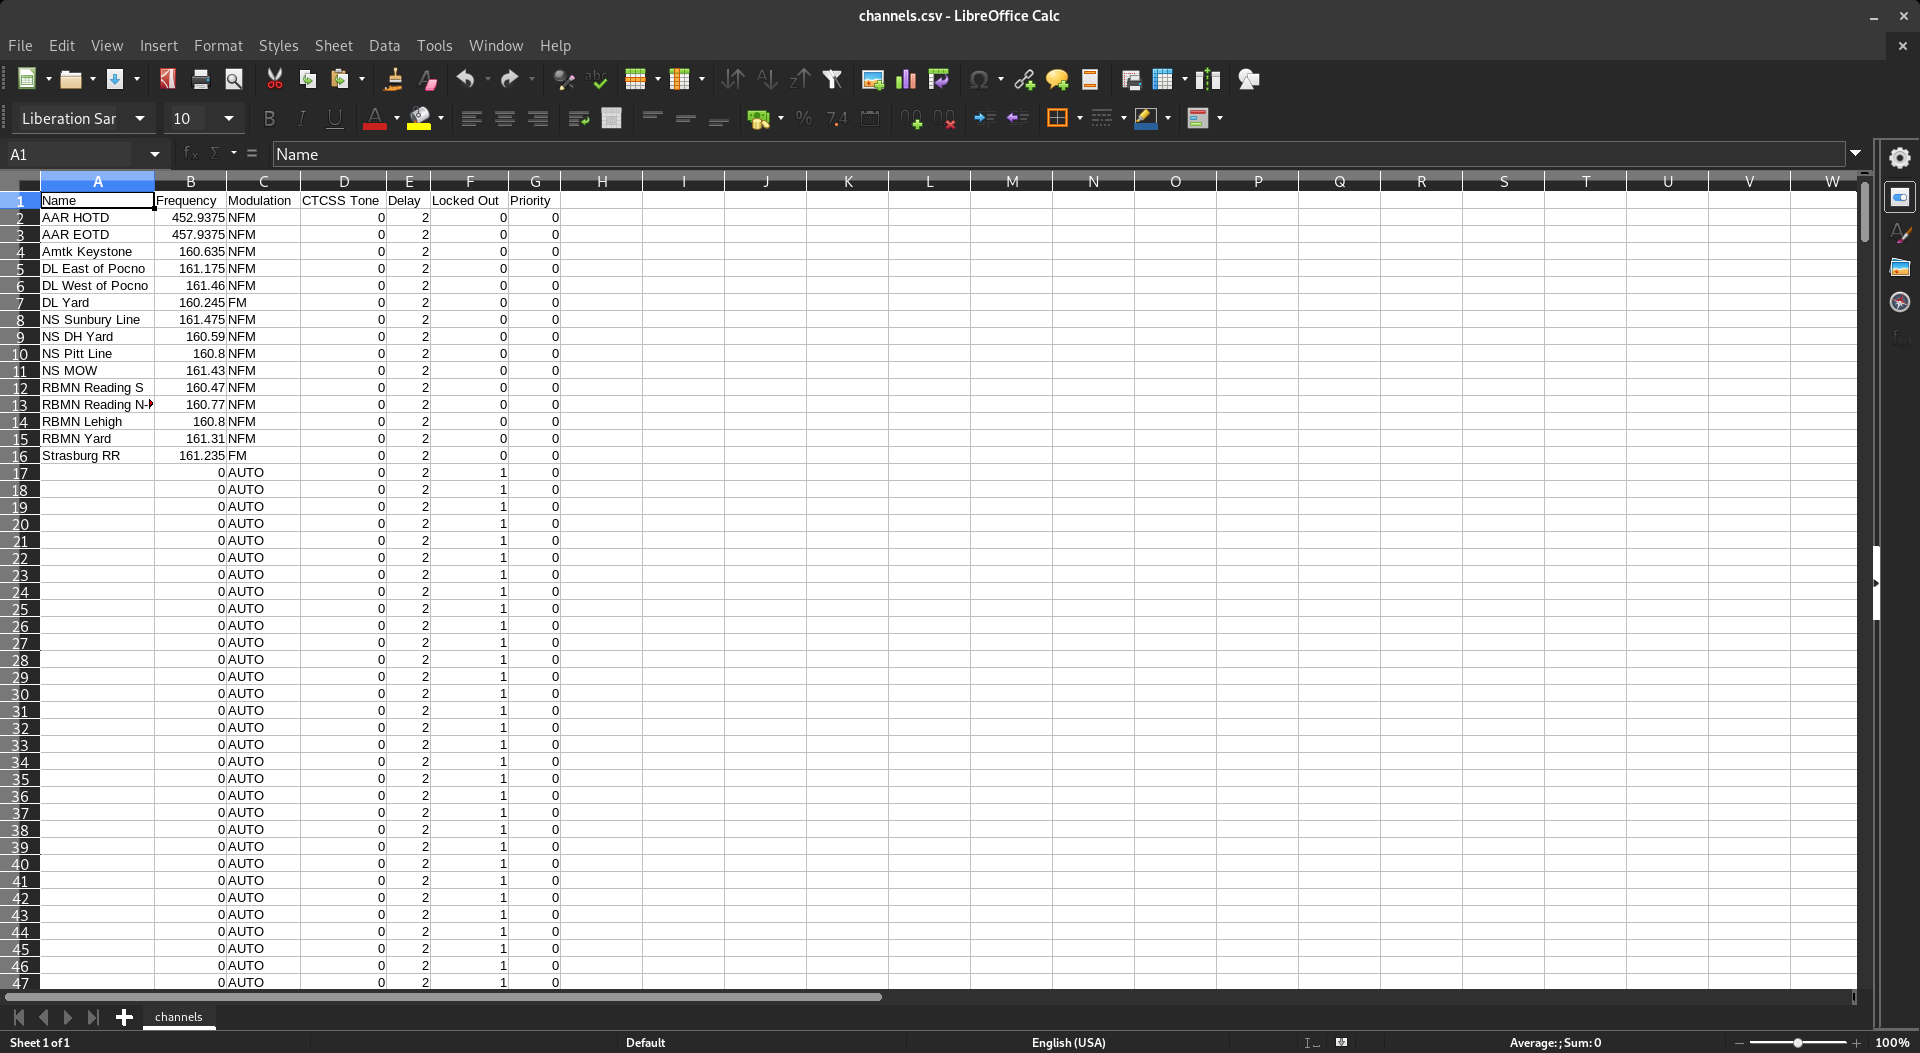 channels.csv - LibreOffice Calc
File Edit View Insert Format Styles Sheet Data Tools Window Help
Liberation Sar 10
A1 Name
A B C D E F G H I J K L M N O P Q R S T U V W
1 Name Frequency Modulation CTCSS Tone Delay Locked Out Priority
2 AAR HOTD 452.9375 NFM 0 2 0 0
3 AAR EOTD 457.9375 NFM 0 2 0 0
4 Amtk Keystone 160.635 NFM 0 2 0 0
5 DL East of Pocno 161.175 NFM 0 2 0 0
6 DL West of Pocno 161.46 NFM 0 2 0 0
7 DL Yard 160.245 FM 0 2 0 0
8 NS Sunbury Line 161.475 NFM 0 2 0 0
9 NS DH Yard 160.59 NFM 0 2 0 0
10 NS Pitt Line 160.8 NFM 0 2 0 0
11 NS MOW 161.43 NFM 0 2 0 0
12 RBMN Reading S 160.47 NFM 0 2 0 0
13 RBMN Reading N- 160.77 NFM 0 2 0 0
14 RBMN Lehigh 160.8 NFM 0 2 0 0
15 RBMN Yard 161.31 NFM 0 2 0 0
16 Strasburg RR 161.235 FM 0 2 0 0
17 0 AUTO 0 2 1 0
18 0 AUTO 0 2 1 0
19 0 AUTO 0 2 1 0
20 0 AUTO 0 2 1 0
21 0 AUTO 0 2 1 0
22 0 AUTO 0 2 1 0
23 0 AUTO 0 2 1 0
24 0 AUTO 0 2 1 0
25 0 AUTO 0 2 1 0
26 0 AUTO 0 2 1 0
27 0 AUTO 0 2 1 0
28 0 AUTO 0 2 1 0
29 0 AUTO 0 2 1 0
30 0 AUTO 0 2 1 0
31 0 AUTO 0 2 1 0
32 0 AUTO 0 2 1 0
33 0 AUTO 0 2 1 0
34 0 AUTO 0 2 1 0
35 0 AUTO 0 2 1 0
36 0 AUTO 0 2 1 0
37 0 AUTO 0 2 1 0
38 0 AUTO 0 2 1 0
39 0 AUTO 0 2 1 0
40 0 AUTO 0 2 1 0
41 0 AUTO 0 2 1 0
42 0 AUTO 0 2 1 0
43 0 AUTO 0 2 1 0
44 0 AUTO 0 2 1 0
45 0 AUTO 0 2 1 0
46 0 AUTO 0 2 1 0
47 0 AUTO 0 2 1 0
channels
Sheet 1 of 1 Default English (USA) Average: ; Sum: 0 100%